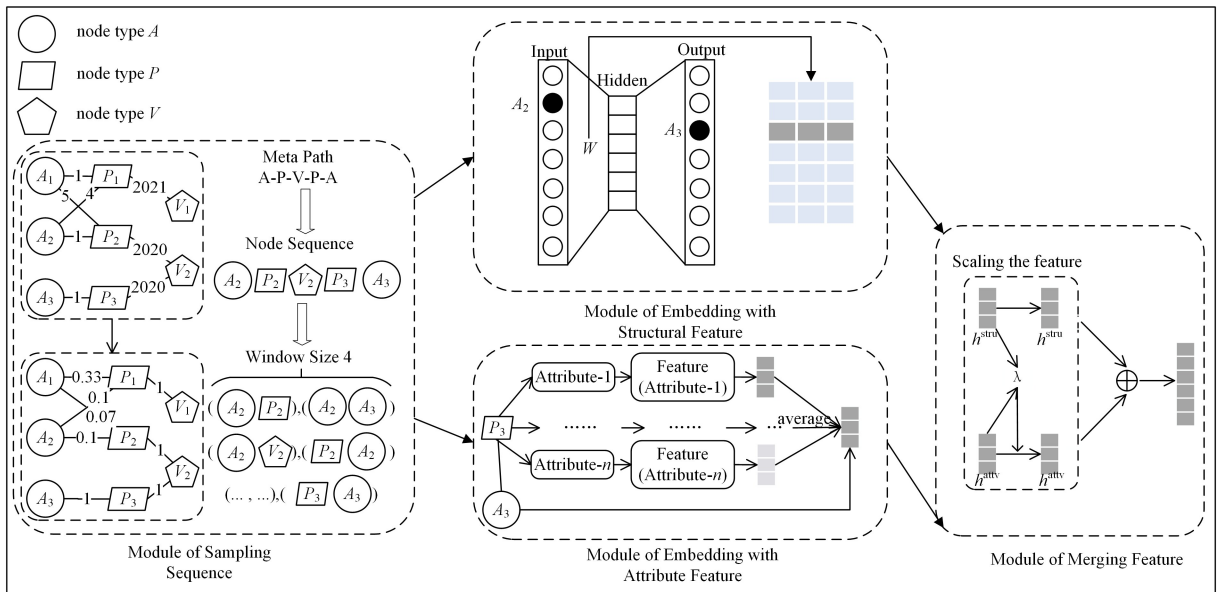 node type A
node type P
node type V
A1 1 P1 2021 V1
5 4
A2 1 P2 2020 V2
A3 1 P3 2020
A1 0.33 P1 1 V1
0.1
0.07
A2 0.1 P2 1 V2
A3 1 P3 1
Meta Path
A-P-V-P-A
Node Sequence
A2 P2 V2 P3 A3
Window Size 4
( A2 P2 ),( A2 A3 )
( A2 V2 ),( P2 A2 )
(... , ...),( P3 A3 )
Module of Sampling
Sequence
Input
Hidden
Output
A2
W
A3
Module of Embedding with
Structural Feature
P3
Attribute-1
Feature
(Attribute-1)
...... ...... ...
average
Attribute-n
Feature
(Attribute-n)
A3
Module of Embedding with
Attribute Feature
Scaling the feature
h^stru h^stru
λ
h^attv h^attv
Module of Merging Feature